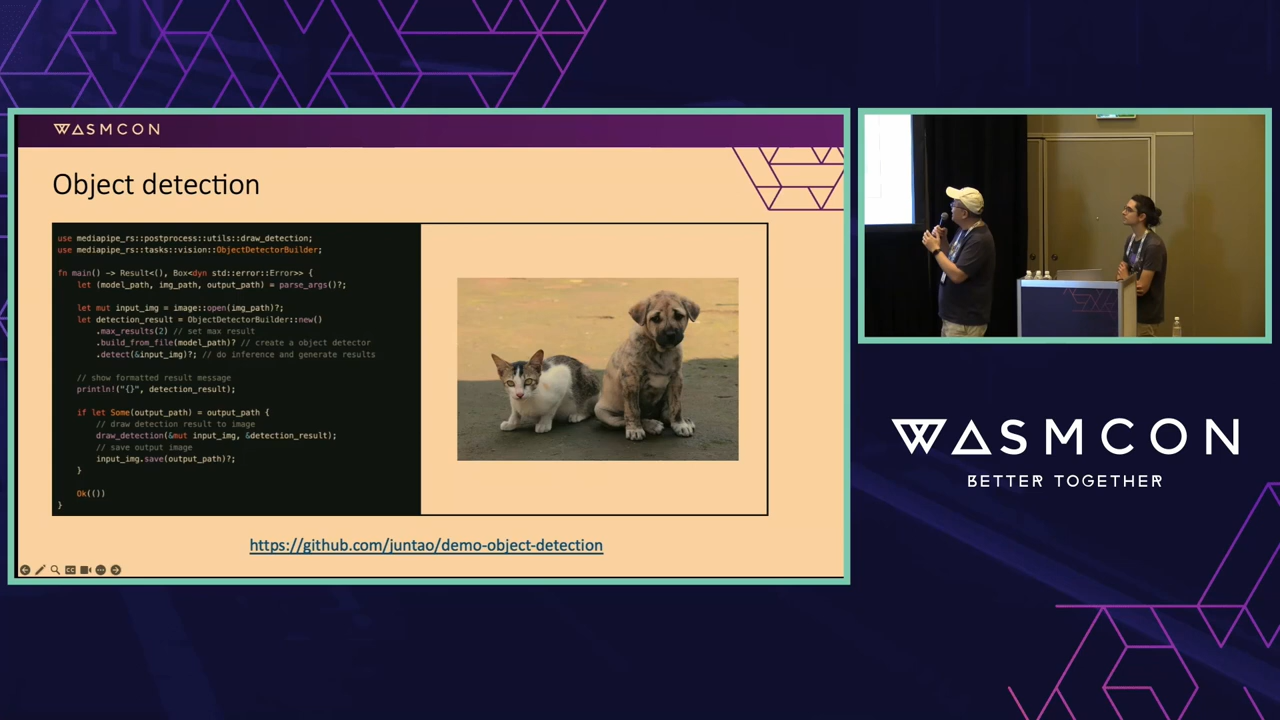 WASMCON
Object detection
use mediapipe_rs::postprocess::utils::draw_detection;
use mediapipe_rs::tasks::vision::ObjectDetectorBuilder;
fn main() -> Result<(), Box<dyn std::error::Error>> {
let (model_path, img_path, output_path) = parse_args()?;
let mut input_img = image::open(img_path)?;
let detection_result = ObjectDetectorBuilder::new()
.max_results(2) // set max result
.build_from_file(model_path)? // create a object detector
.detect(&input_img)?; // do inference and generate results
// show formatted result message
println!("{}", detection_result);
if let Some(output_path) = output_path {
// draw detection result to image
draw_detection(&mut input_img, &detection_result);
// save output image
input_img.save(output_path)?;
}
Ok(())
}
https://github.com/juntao/demo-object-detection
WASMCON
BETTER TOGETHER